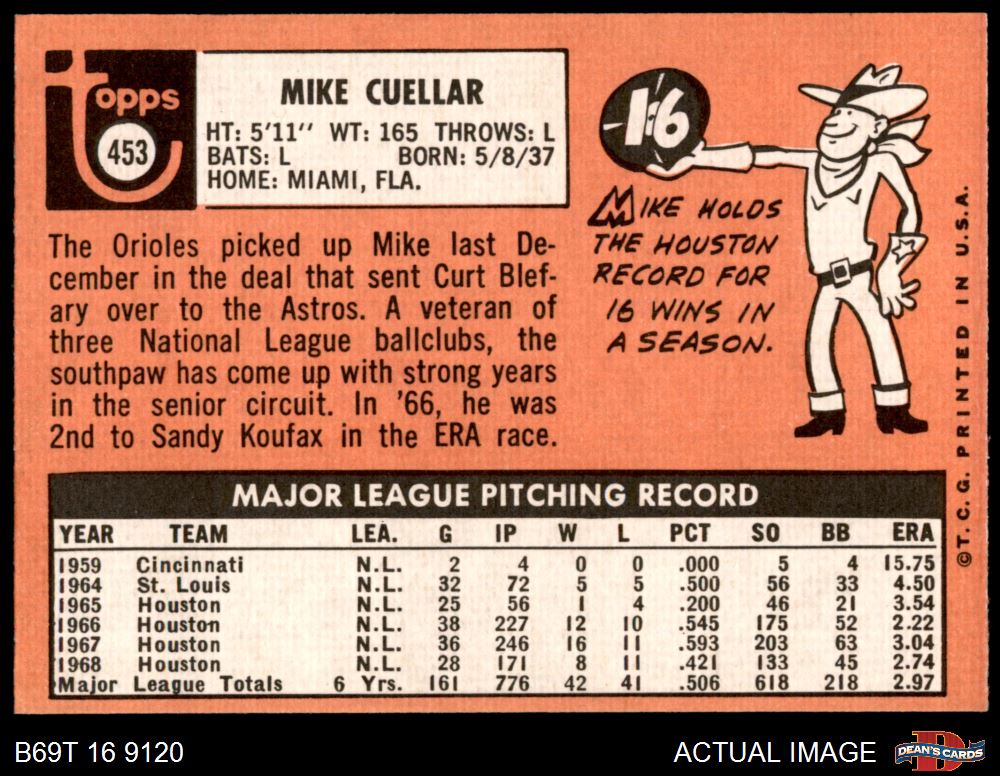 topps
453
MIKE CUELLAR
HT: 5'11" WT: 165 THROWS: L
BATS: L BORN: 5/8/37
HOME: MIAMI, FLA.
The Orioles picked up Mike last De-
cember in the deal that sent Curt Blef-
ary over to the Astros. A veteran of
three National League ballclubs, the
southpaw has come up with strong years
in the senior circuit. In '66, he was
2nd to Sandy Koufax in the ERA race.
16
MIKE HOLDS
THE HOUSTON
RECORD FOR
16 WINS IN
A SEASON.
©T.C.G. PRINTED IN U.S.A.
MAJOR LEAGUE PITCHING RECORD
YEAR TEAM LEA. G IP W L PCT SO BB ERA
1959 Cincinnati N.L. 2 4 0 0 .000 5 4 15.75
1964 St. Louis N.L. 32 72 5 5 .500 56 33 4.50
1965 Houston N.L. 25 56 1 4 .200 46 21 3.54
1966 Houston N.L. 38 227 12 10 .545 175 52 2.22
1967 Houston N.L. 36 246 16 11 .593 203 63 3.04
1968 Houston N.L. 28 171 8 11 .421 133 45 2.74
Major League Totals 6 Yrs. 161 776 42 41 .506 618 218 2.97
B69T 16 9120
ACTUAL IMAGE
DEAN'S CARDS